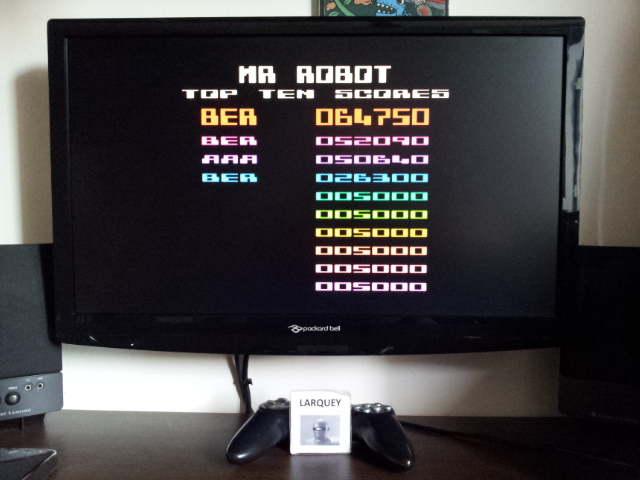 MR ROBOT
TOP TEN SCORES
BER 064750
BER 052090
AAA 050640
BER 026300
005000
005000
005000
005000
005000
005000
packard bell
LARQUEY